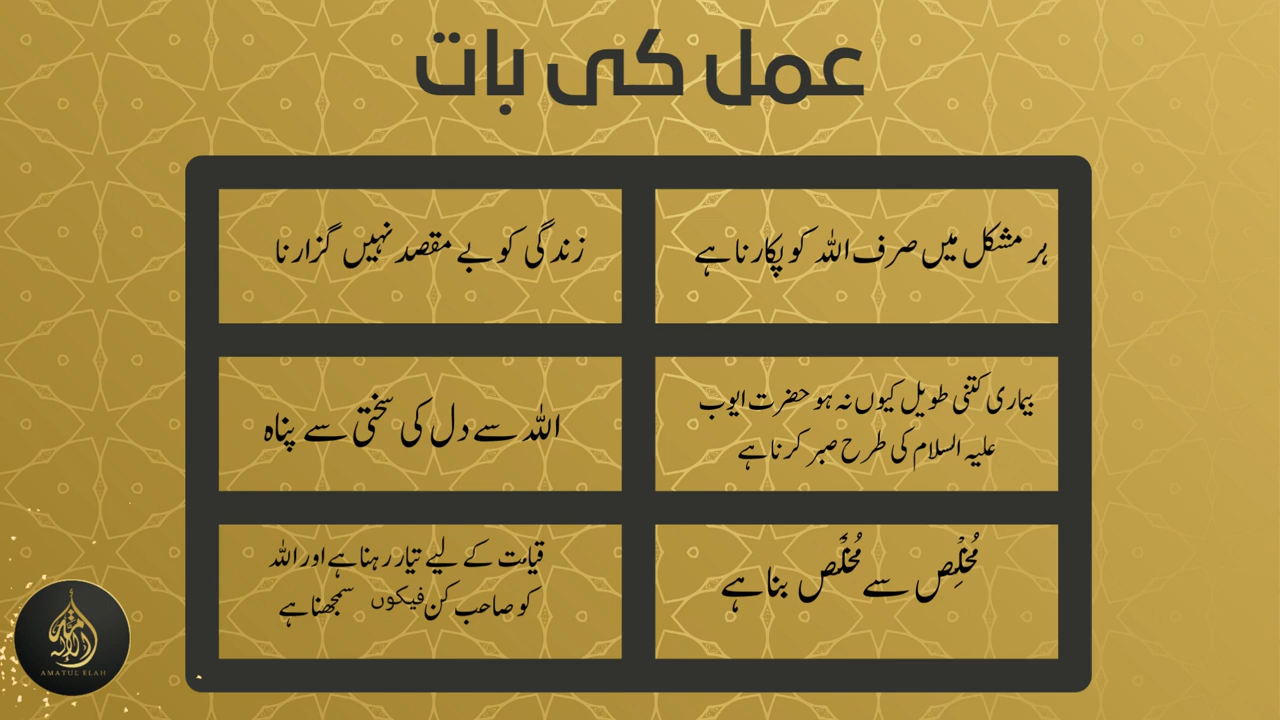 عمل کی بات
ہر مشکل میں صرف اللہ کو پکارنا ہے
زندگی کو بے مقصد نہیں گزارنا
بیماری کتنی طویل کیوں نہ ہو حضرت ایوب
علیہ السلام کی طرح صبر کرنا ہے
اللہ سے دل کی سختی سے پناہ
مُخْلِص سے مُخْلَص بنا ہے
قیامت کے لیے تیار رہنا ہے اور اللہ
کو صاحب کن فیکوں سمجھنا ہے
AMATUL ELAH